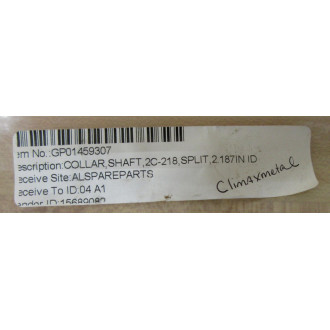 em No.:GP01459307
escription:COLLAR,SHAFT,2C-218,SPLIT,2.187IN ID
eceive Site:ALSPAREPARTS
eceive To ID:04 A1
Climaxmetal